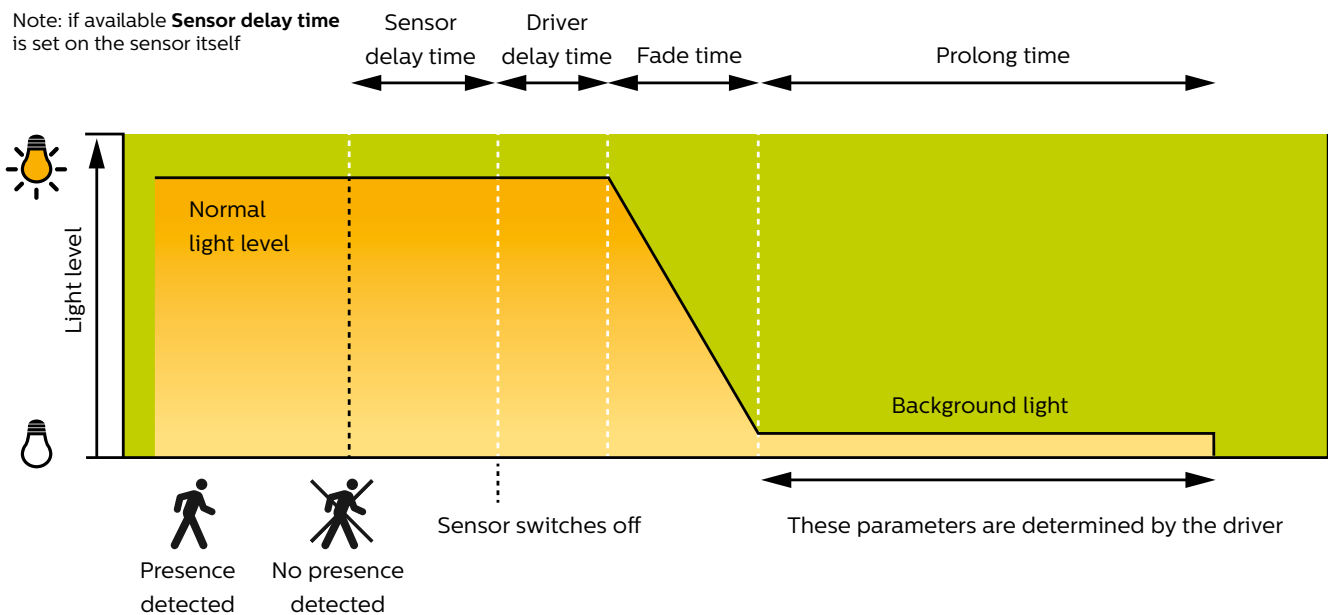 Note: if available Sensor delay time
is set on the sensor itself
Sensor
delay time
Driver
delay time
Fade time
Prolong time
Light level
Normal
light level
Background light
Sensor switches off
These parameters are determined by the driver
Presence
detected
No presence
detected